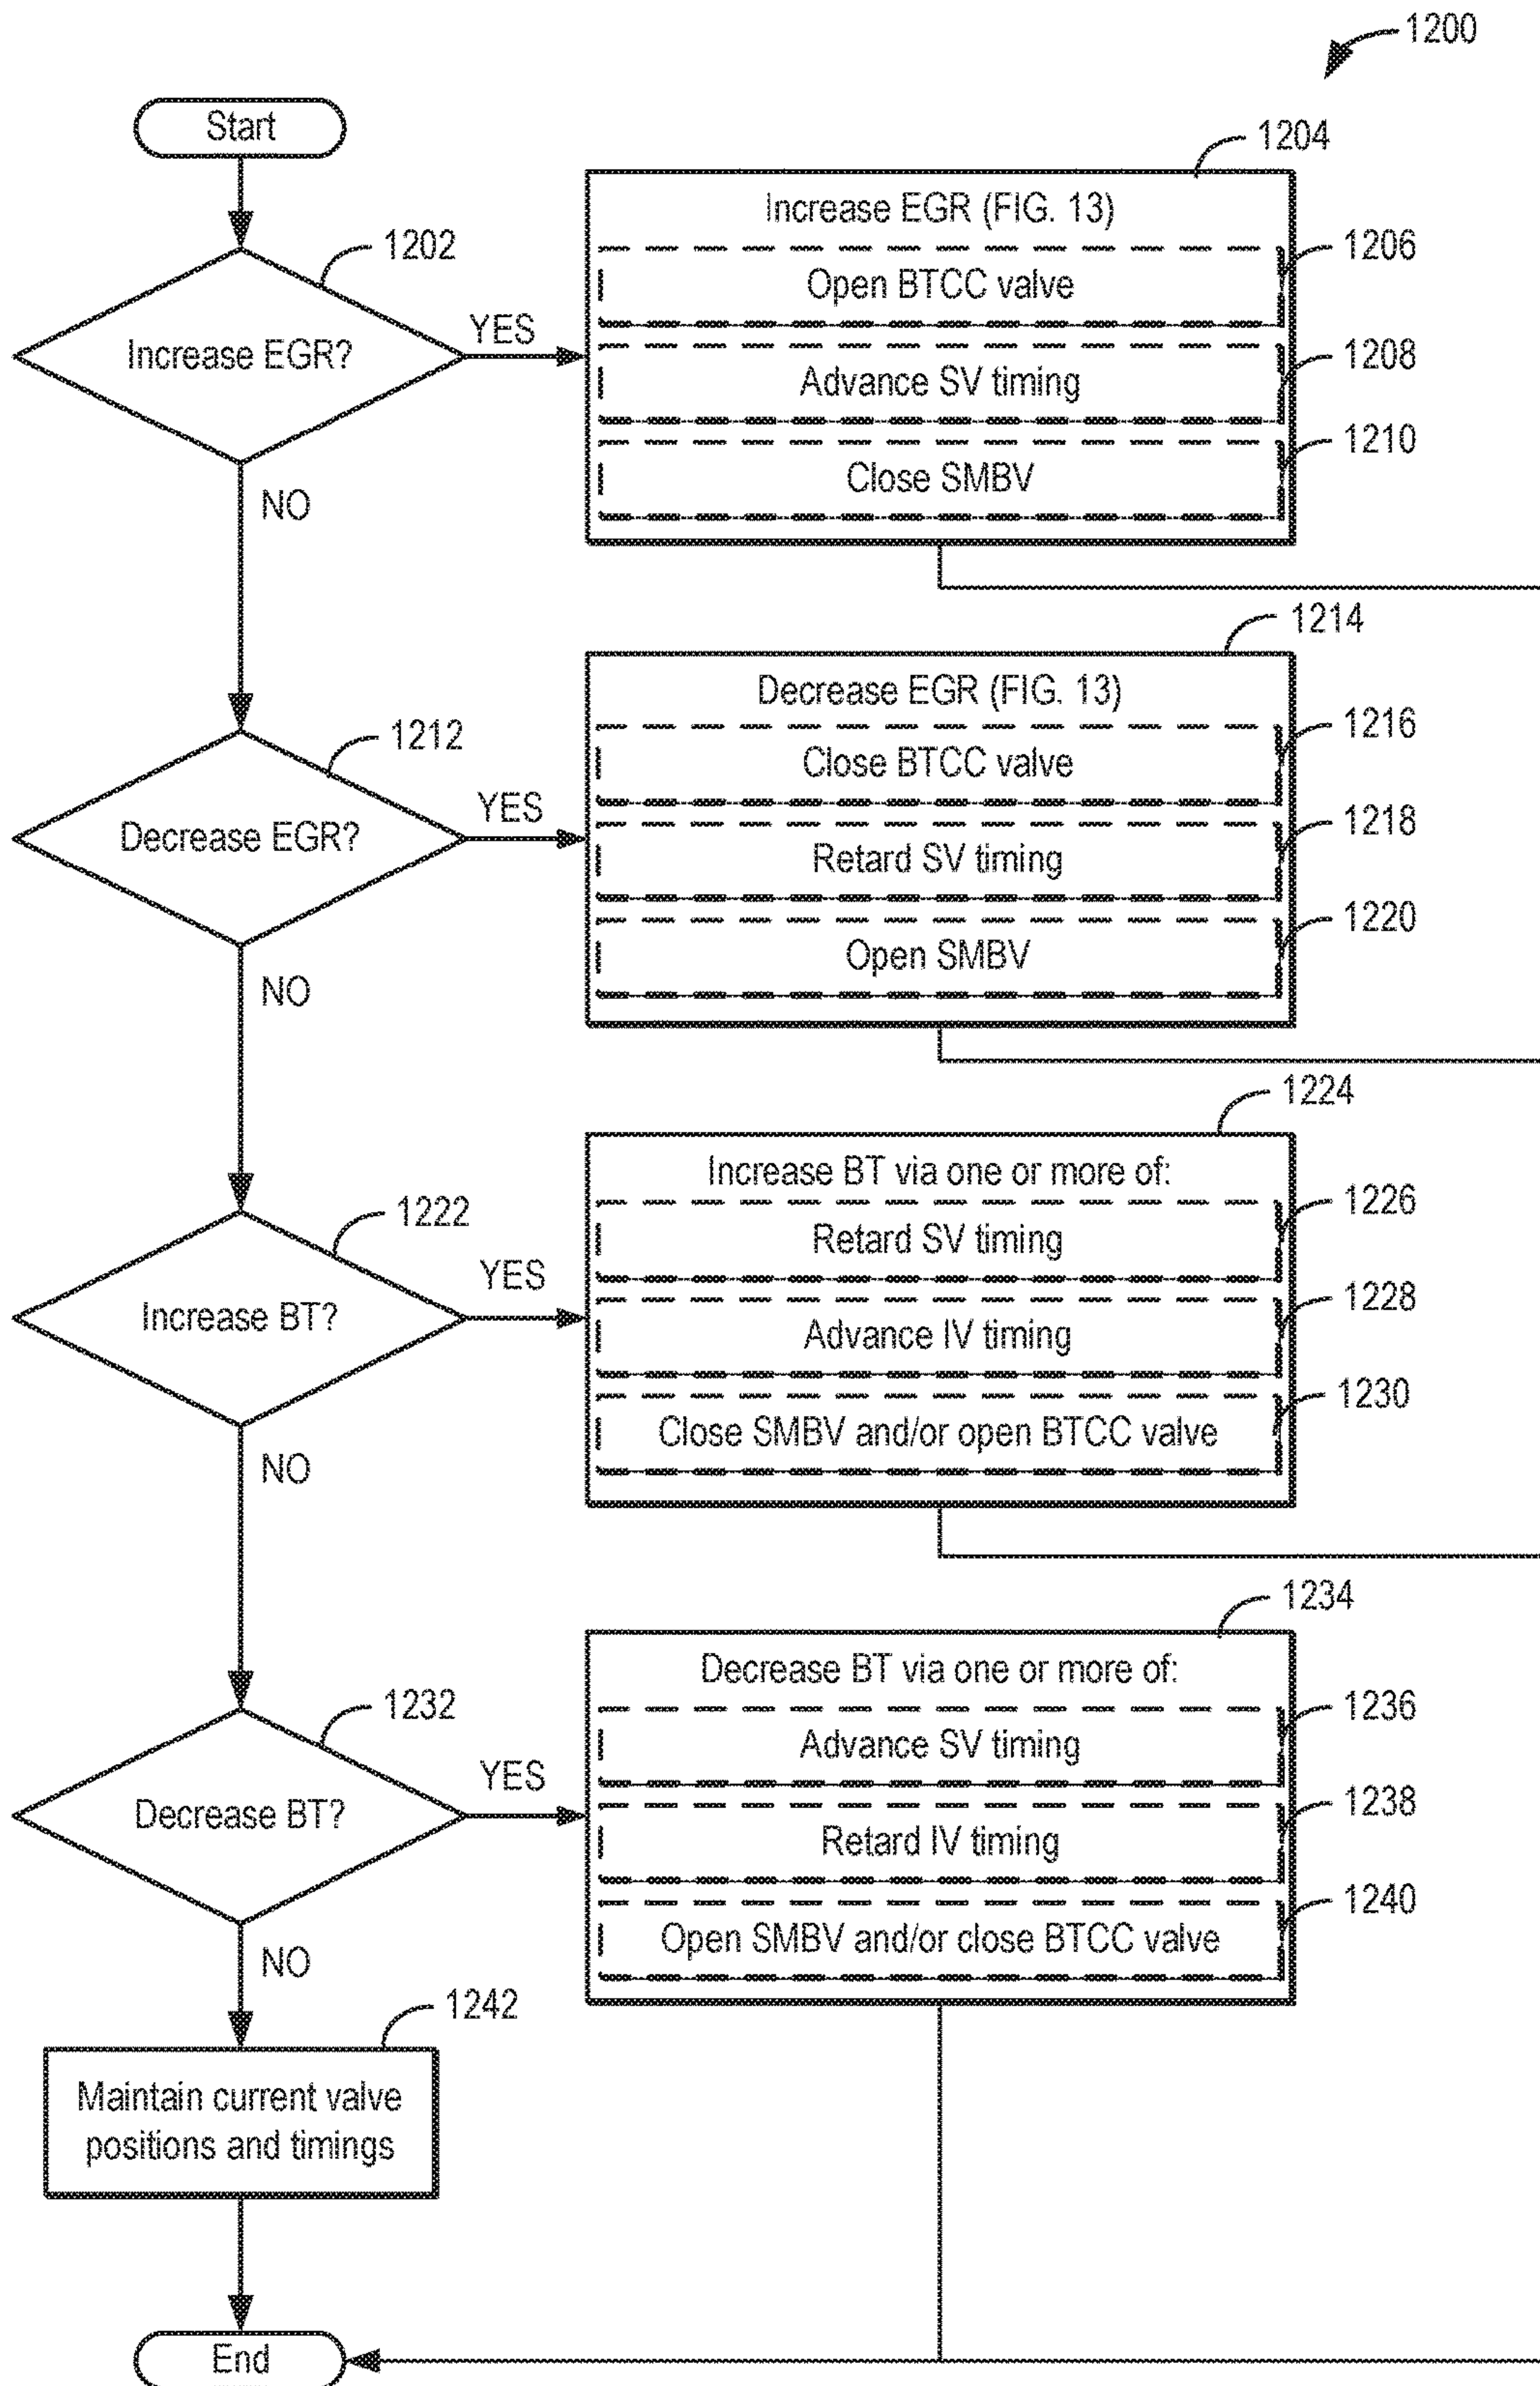 1200
Start
1204
Increase EGR (FIG. 13)
1202
1206
Open BTCC valve
YES
Increase EGR?
1208
Advance SV timing
1210
Close SMBV
NO
1214
Decrease EGR (FIG. 13)
1212
1216
Close BTCC valve
YES
Decrease EGR?
1218
Retard SV timing
1220
Open SMBV
NO
1224
Increase BT via one or more of:
1222
1226
Retard SV timing
YES
Increase BT?
1228
Advance IV timing
1230
Close SMBV and/or open BTCC valve
NO
1234
Decrease BT via one or more of:
1232
1236
Advance SV timing
YES
Decrease BT?
1238
Retard IV timing
1240
Open SMBV and/or close BTCC valve
NO
1242
Maintain current valve
positions and timings
End